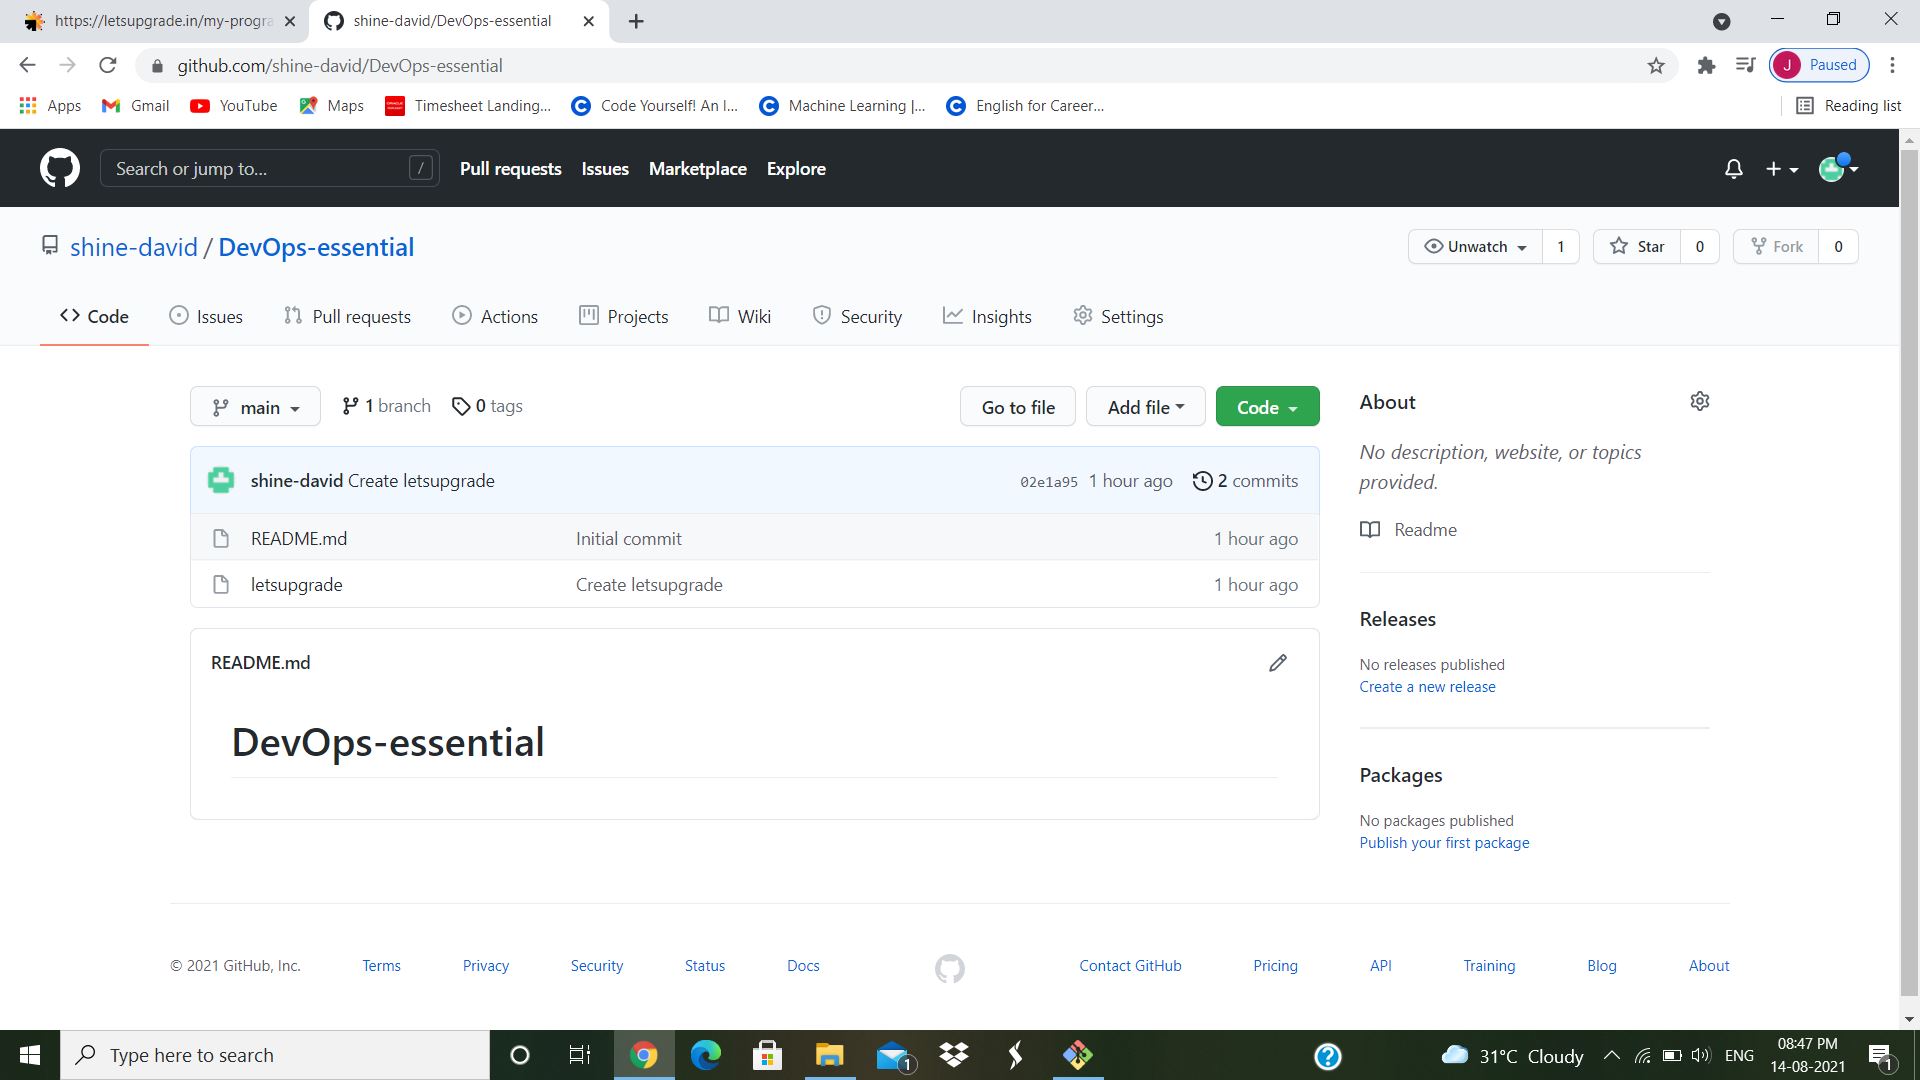 https://letsupgrade.in/my-progra
shine-david/DevOps-essential
github.com/shine-david/DevOps-essential
J Paused
Apps Gmail YouTube Maps Timesheet Landing... Code Yourself! An I... Machine Learning |... English for Career... Reading list
Search or jump to... / Pull requests Issues Marketplace Explore
shine-david / DevOps-essential Unwatch 1 Star 0 Fork 0
Code Issues Pull requests Actions Projects Wiki Security Insights Settings
main 1 branch 0 tags Go to file Add file Code
shine-david Create letsupgrade 02e1a95 1 hour ago 2 commits
README.md Initial commit 1 hour ago
letsupgrade Create letsupgrade 1 hour ago
README.md
DevOps-essential
About
No description, website, or topics
provided.
Readme
Releases
No releases published
Create a new release
Packages
No packages published
Publish your first package
© 2021 GitHub, Inc. Terms Privacy Security Status Docs Contact GitHub Pricing API Training Blog About
Type here to search 1 31°C Cloudy ENG 08:47 PM 1
14-08-2021